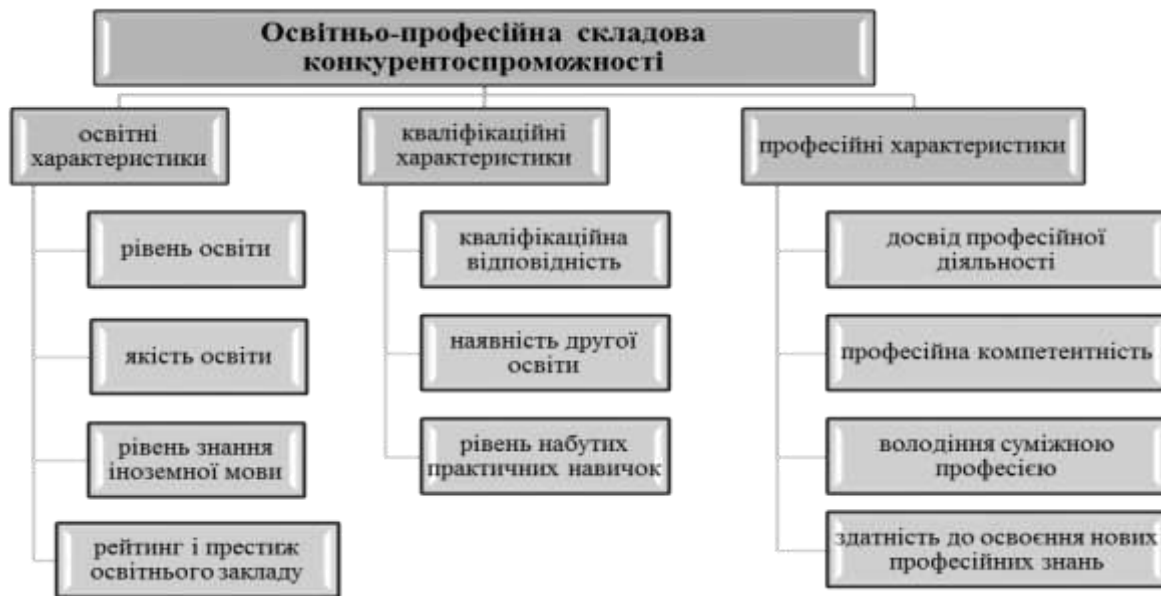 Освітньо-професійна складова
конкурентоспроможності
освітні
характеристики
рівень освіти
якість освіти
рівень знання
іноземної мови
рейтинг і престиж
освітнього закладу
кваліфікаційні
характеристики
кваліфікаційна
відповідність
наявність другої
освіти
рівень набутих
практичних навичок
професійні характеристики
досвід професійної
діяльності
професійна компетентність
володіння суміжною
професією
здатність до освоєння нових
професійних знань